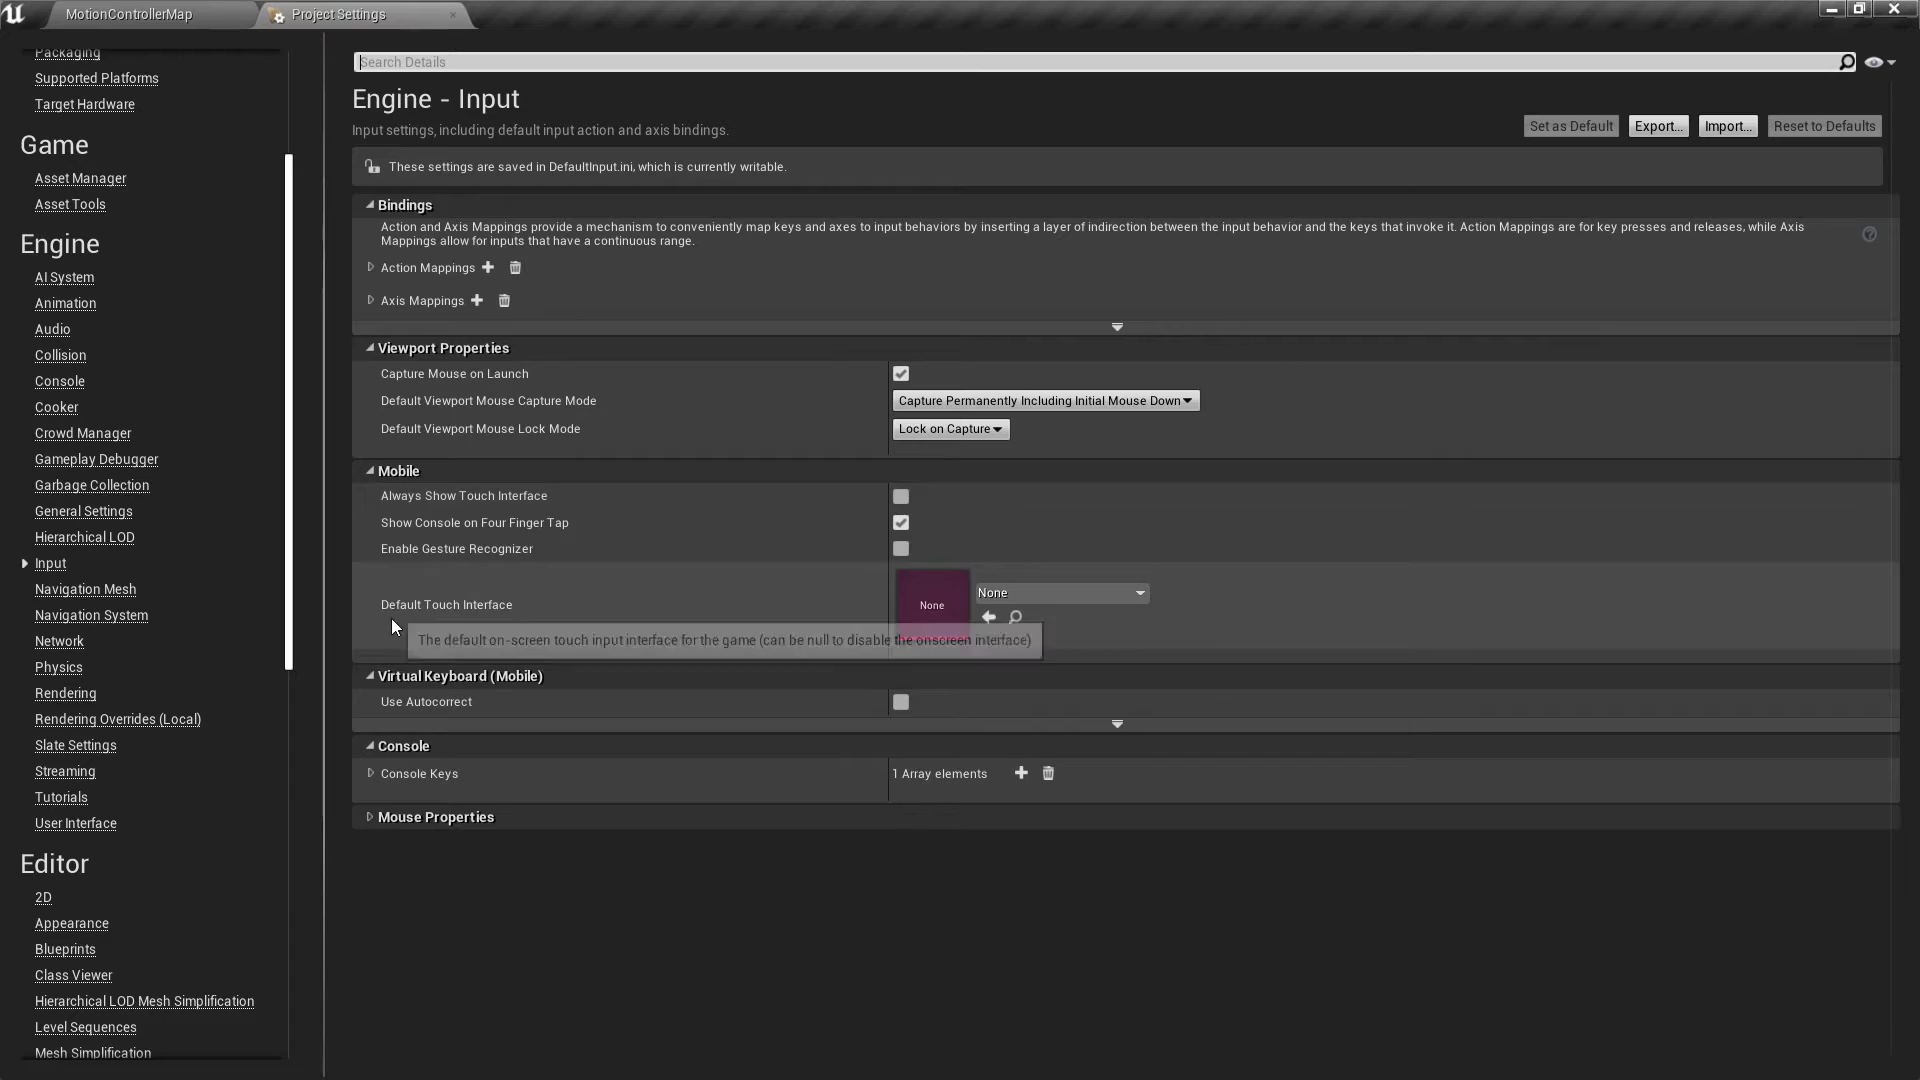 MotionControllerMap
Project Settings
Packaging
Supported Platforms
Target Hardware
Game
Asset Manager
Asset Tools
Engine
AI System
Animation
Audio
Collision
Console
Cooker
Crowd Manager
Gameplay Debugger
Garbage Collection
General Settings
Hierarchical LOD
Input
Navigation Mesh
Navigation System
Network
Physics
Rendering
Rendering Overrides (Local)
Slate Settings
Streaming
Tutorials
User Interface
Editor
2D
Appearance
Blueprints
Class Viewer
Hierarchical LOD Mesh Simplification
Level Sequences
Mesh Simplification
Search Details
Engine - Input
Input settings, including default input action and axis bindings.
Set as Default
Export...
Import...
Reset to Defaults
These settings are saved in DefaultInput.ini, which is currently writable.
Bindings
Action and Axis Mappings provide a mechanism to conveniently map keys and axes to input behaviors by inserting a layer of indirection between the input behavior and the keys that invoke it. Action Mappings are for key presses and releases, while Axis
Mappings allow for inputs that have a continuous range.
Action Mappings
Axis Mappings
Viewport Properties
Capture Mouse on Launch
Default Viewport Mouse Capture Mode
Capture Permanently Including Initial Mouse Down
Default Viewport Mouse Lock Mode
Lock on Capture
Mobile
Always Show Touch Interface
Show Console on Four Finger Tap
Enable Gesture Recognizer
Default Touch Interface
None
None
The default on-screen touch input interface for the game (can be null to disable the onscreen interface)
Virtual Keyboard (Mobile)
Use Autocorrect
Console
Console Keys
1 Array elements
Mouse Properties